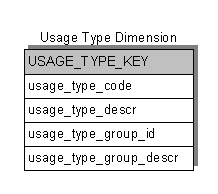 Usage Type Dimension
USAGE_TYPE_KEY
usage_type_code
usage_type_descr
usage_type_group_id
usage_type_group_descr